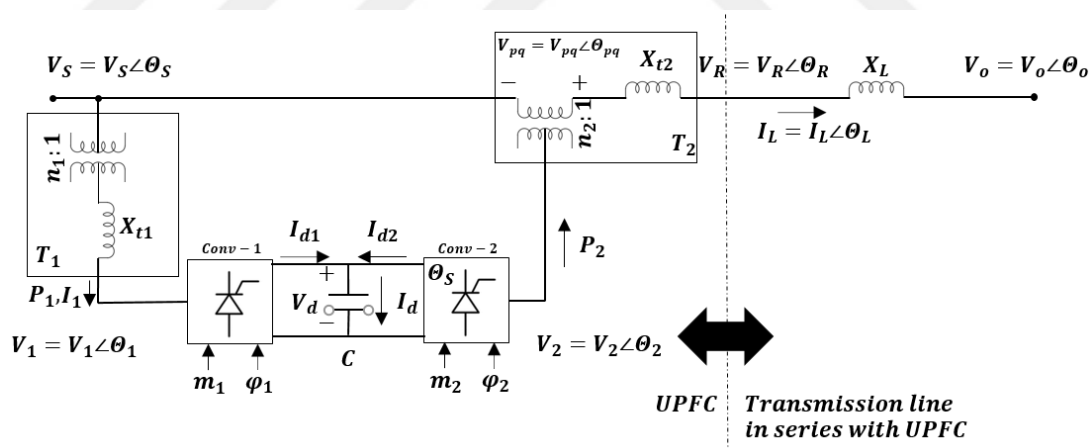 V_S = V_S∠Θ_S
V_pq = V_pq∠Θ_pq
− +
X_t2
n_2: 1
T_2
V_R = V_R∠Θ_R
X_L
V_o = V_o∠Θ_o
I_L = I_L∠Θ_L
n_1: 1
X_t1
T_1
P_1, I_1
V_1 = V_1∠Θ_1
Conv − 1
I_d1
I_d2
Conv − 2
Θ_S
+
V_d
−
I_d
C
P_2
V_2 = V_2∠Θ_2
m_1
φ_1
m_2
φ_2
UPFC
Transmission line
in series with UPFC